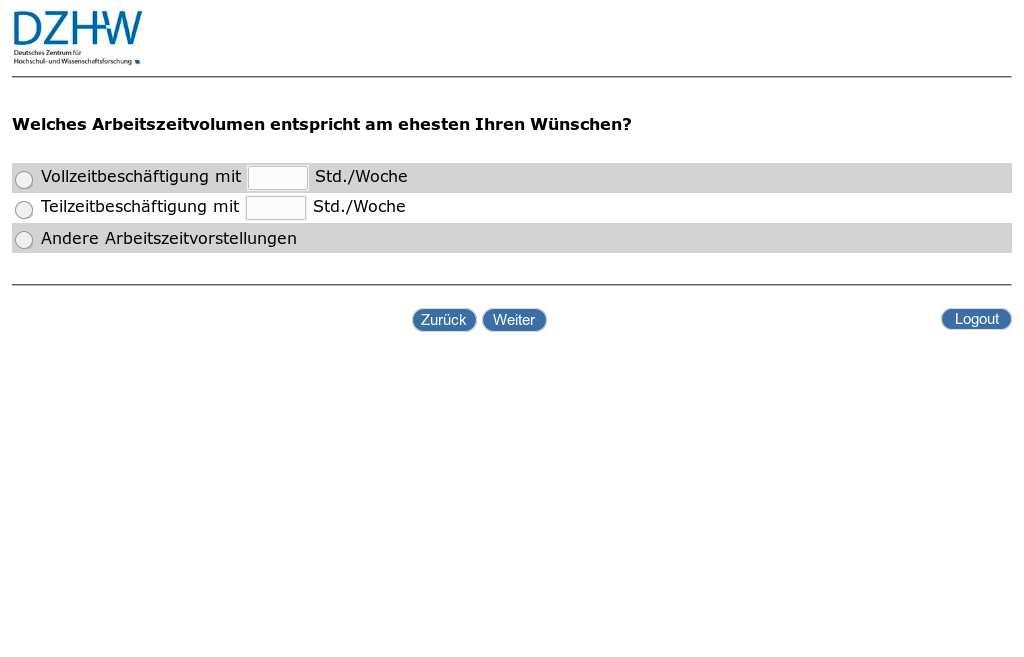 DZHW
Deutsches Zentrum für
Hochschul- und Wissenschaftsforschung
Welches Arbeitszeitvolumen entspricht am ehesten Ihren Wünschen?
Vollzeitbeschäftigung mit Std./Woche
Teilzeitbeschäftigung mit Std./Woche
Andere Arbeitszeitvorstellungen
Zurück Weiter Logout